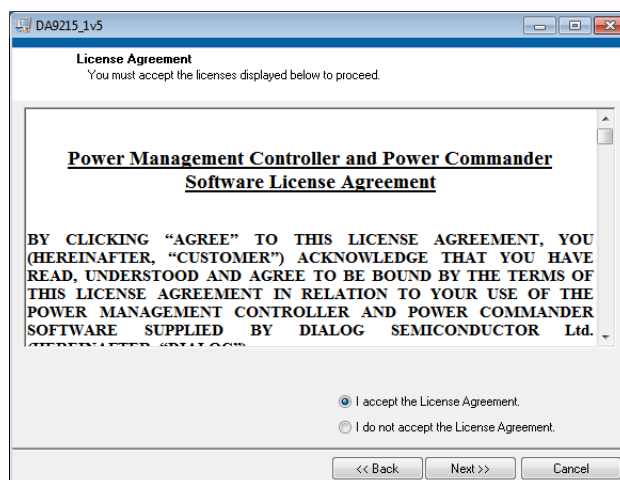 DA9215_1v5
License Agreement
You must accept the licenses displayed below to proceed.
Power Management Controller and Power Commander
Software License Agreement
BY CLICKING “AGREE” TO THIS LICENSE AGREEMENT, YOU
(HEREINAFTER, “CUSTOMER”) ACKNOWLEDGE THAT YOU HAVE
READ, UNDERSTOOD AND AGREE TO BE BOUND BY THE TERMS OF
THIS LICENSE AGREEMENT IN RELATION TO YOUR USE OF THE
POWER MANAGEMENT CONTROLLER AND POWER COMMANDER
SOFTWARE SUPPLIED BY DIALOG SEMICONDUCTOR Ltd.
(HEREINAFTER “DIALOG”)
I accept the License Agreement.
I do not accept the License Agreement.
<< Back Next >> Cancel